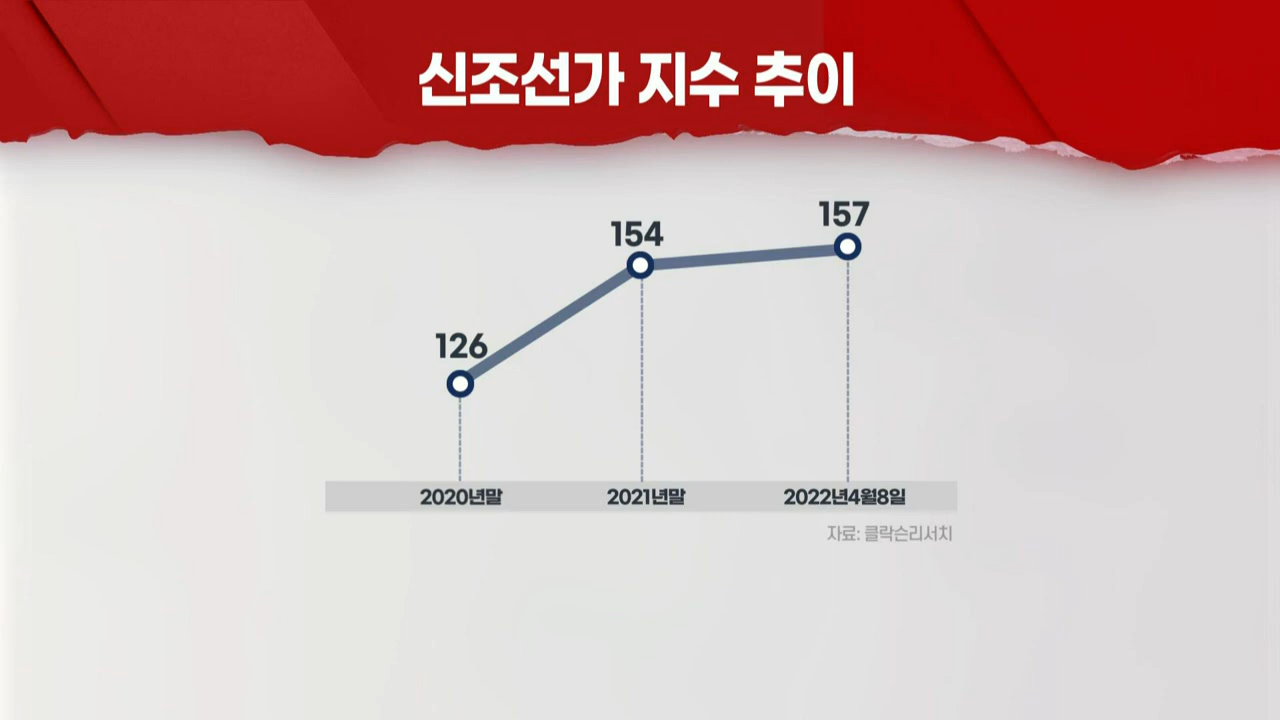 신조선가 지수 추이
126
154
157
2020년말
2021년말
2022년4월8일
자료: 클락슨리서치